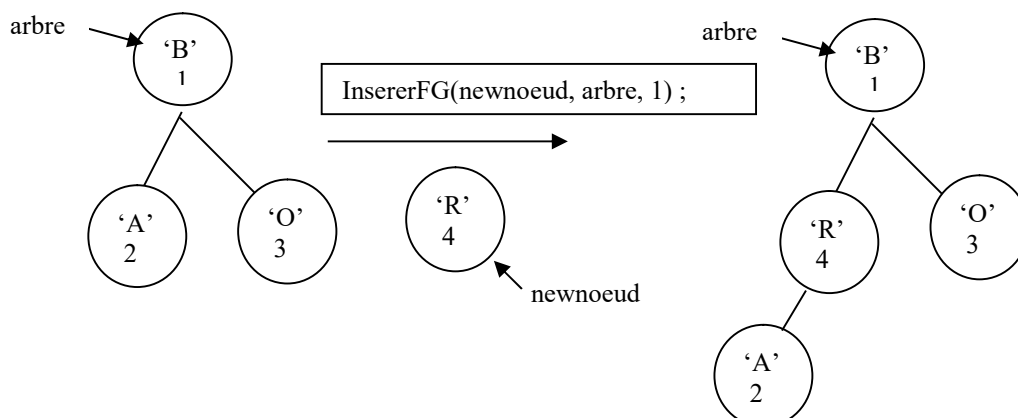 arbre
‘B’
1
‘A’
2
‘O’
3
InsererFG(newnoeud, arbre, 1) ;
‘R’
4
newnoeud
arbre
‘B’
1
‘R’
4
‘O’
3
‘A’
2